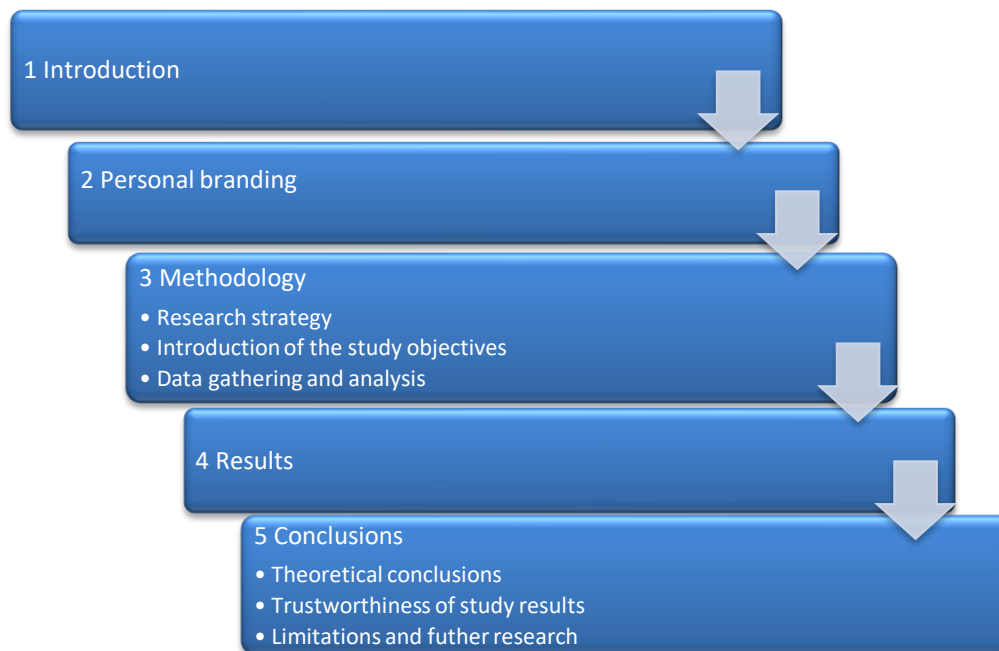 1 Introduction
2 Personal branding
3 Methodology
• Research strategy
• Introduction of the study objectives
• Data gathering and analysis
4 Results
5 Conclusions
• Theoretical conclusions
• Trustworthiness of study results
• Limitations and futher research